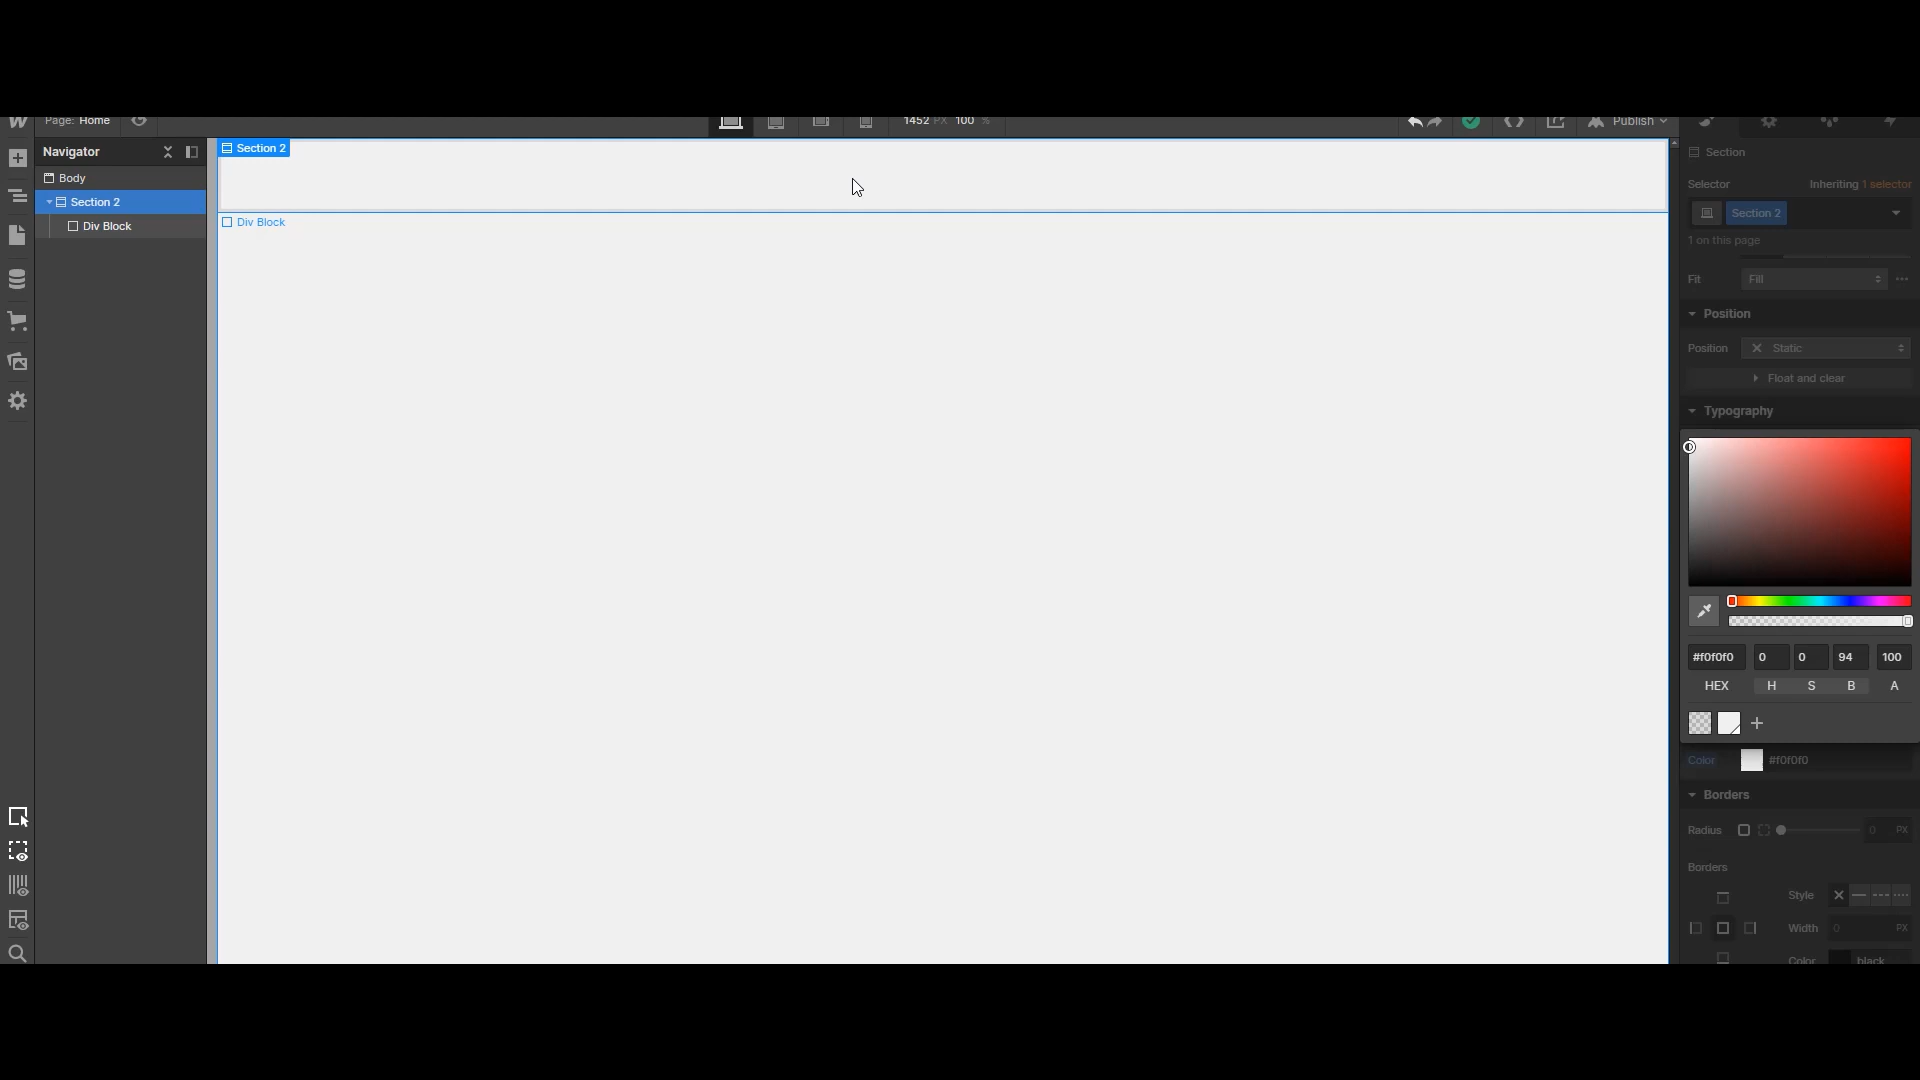 Page: Home
1452 PX 100 %
Publish
Navigator
Body
Section 2
Div Block
Section 2
Div Block
Section
Selector
Inheriting 1 selector
Section 2
1 on this page
Fit
Fill
Position
Position
Static
Float and clear
Typography
#f0f0f0 0 0 94 100
HEX H S B A
Color
#f0f0f0
Borders
Radius
0 PX
Borders
Style
Width
0 PX
Color
black